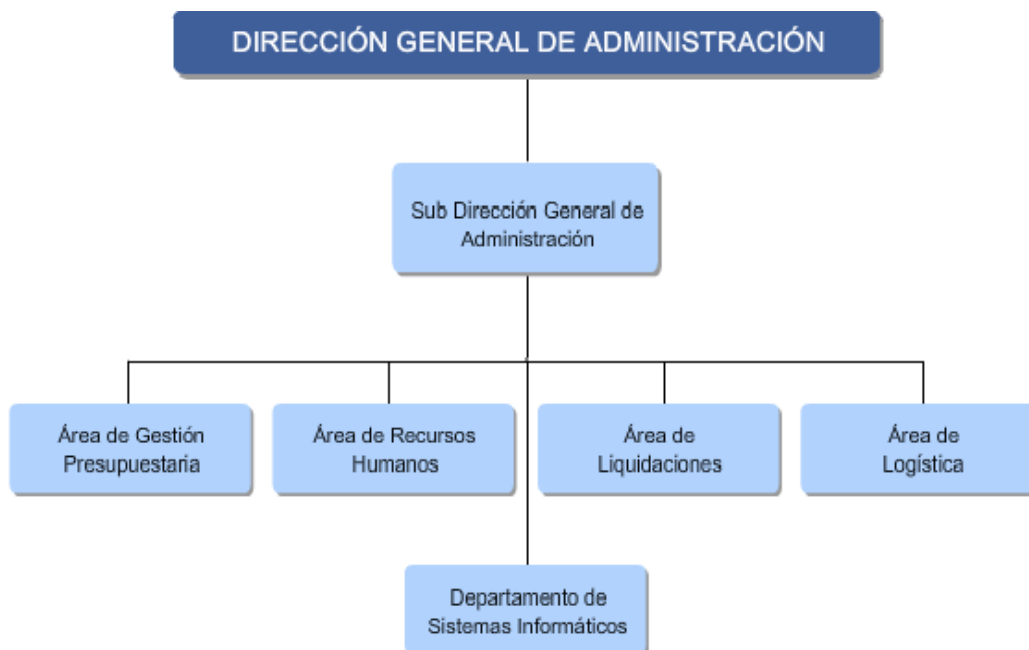 DIRECCIÓN GENERAL DE ADMINISTRACIÓN
Sub Dirección General de
Administración
Área de Gestión
Presupuestaria
Área de Recursos
Humanos
Área de
Liquidaciones
Área de
Logística
Departamento de
Sistemas Informáticos